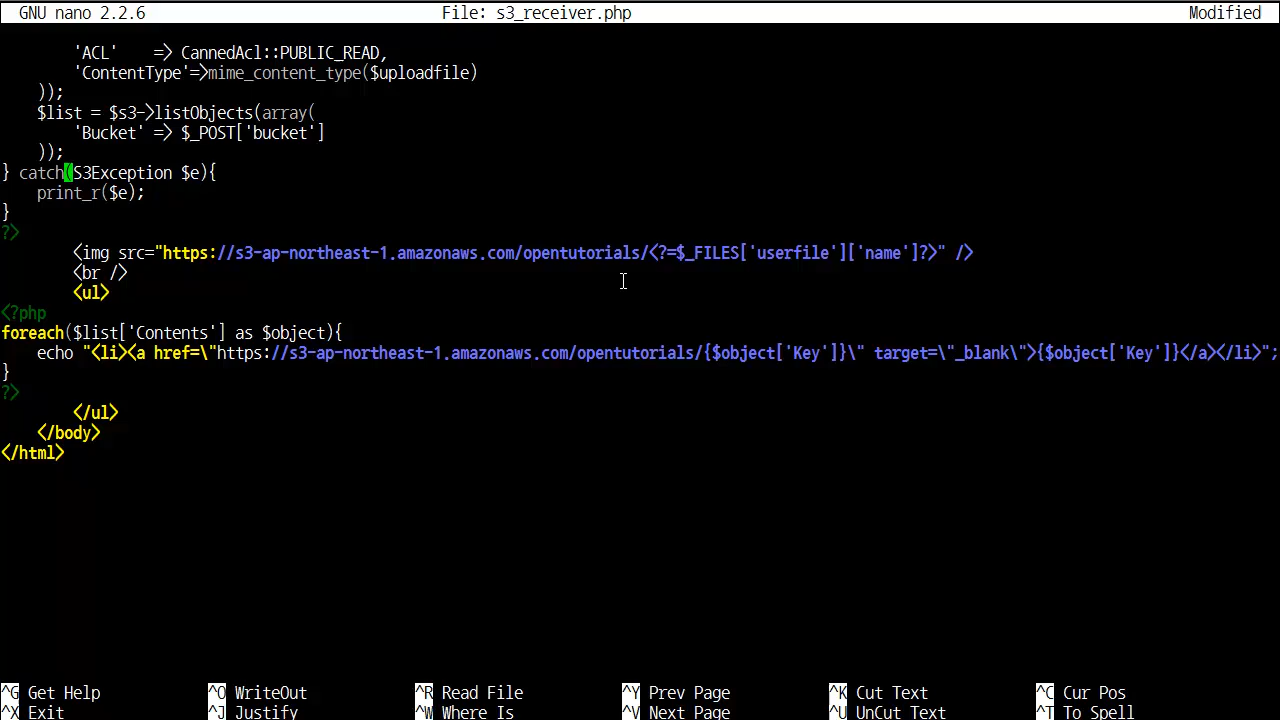 GNU nano 2.2.6 File: s3_receiver.php Modified
'ACL' => CannedAcl::PUBLIC_READ,
'ContentType'=>mime_content_type($uploadfile)
));
$list = $s3->listObjects(array(
'Bucket' => $_POST['bucket']
));
} catch(S3Exception $e){
print_r($e);
}
?>
<img src="https://s3-ap-northeast-1.amazonaws.com/opentutorials/<?=$_FILES['userfile']['name']?>" />
<br />
<ul>
<?php
foreach($list['Contents'] as $object){
echo "<li><a href=\"https://s3-ap-northeast-1.amazonaws.com/opentutorials/{$object['Key']}\" target=\"_blank\">{$object['Key']}</a></li>";
}
?>
</ul>
</body>
</html>
^G Get Help ^O WriteOut ^R Read File ^Y Prev Page ^K Cut Text ^C Cur Pos
^X Exit ^J Justify ^W Where Is ^V Next Page ^U UnCut Text ^T To Spell